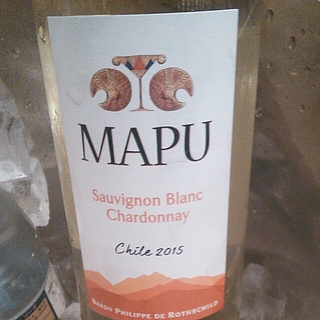 MAPU
Sauvignon Blanc
Chardonnay
Chile 2015
BARON PHILIPPE DE ROTHSCHILD